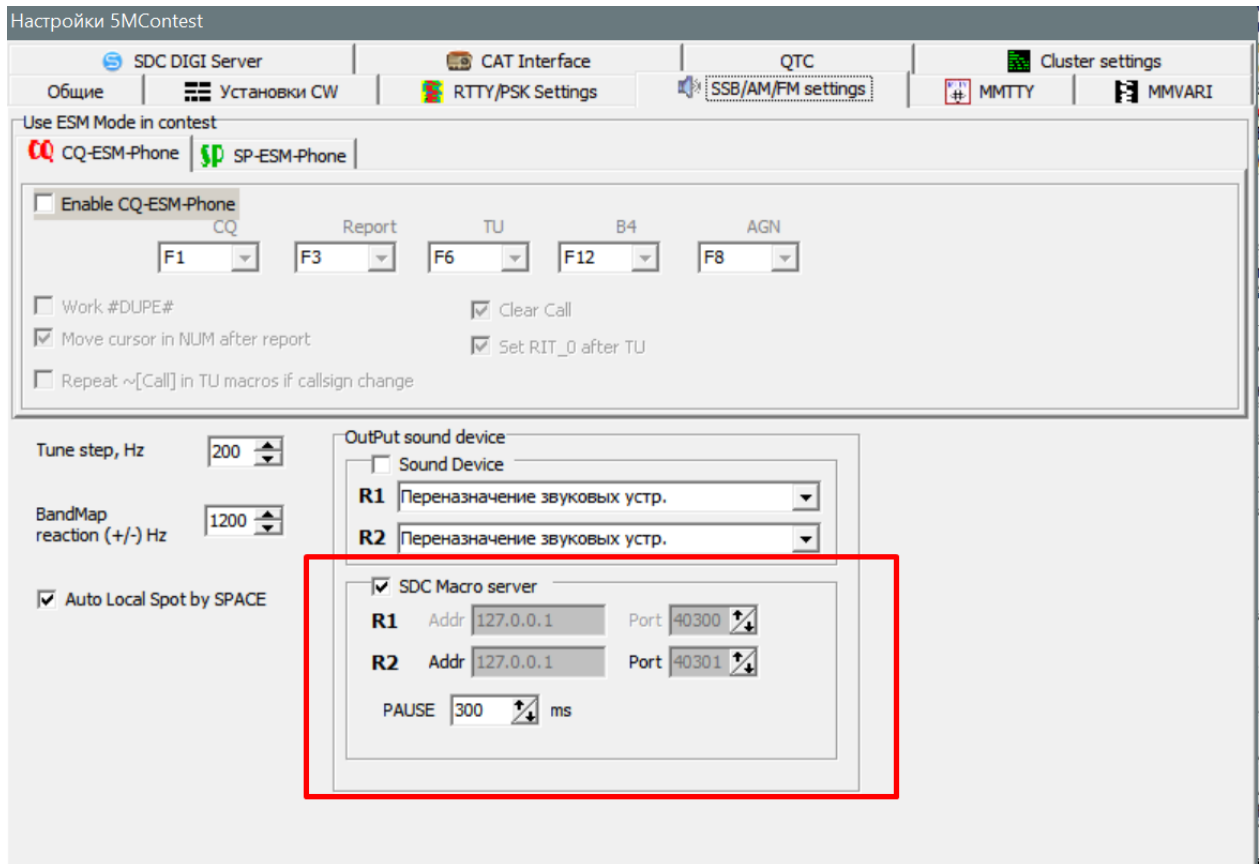 Настройки 5MContest
SDC DIGI Server CAT Interface QTC Cluster settings
Общие Установки CW RTTY/PSK Settings SSB/AM/FM settings MMTTY MMVARI
Use ESM Mode in contest
CQ CQ-ESM-Phone SP SP-ESM-Phone
Enable CQ-ESM-Phone
CQ Report TU B4 AGN
F1 F3 F6 F12 F8
Work #DUPE# Clear Call
Move cursor in NUM after report Set RIT_0 after TU
Repeat ~[Call] in TU macros if callsign change
OutPut sound device
Tune step, Hz 200
Sound Device
R1 Переназначение звуковых устр.
BandMap
reaction (+/-) Hz 1200
R2 Переназначение звуковых устр.
SDC Macro server
Auto Local Spot by SPACE
R1 Addr 127.0.0.1 Port 40300
R2 Addr 127.0.0.1 Port 40301
PAUSE 300 ms